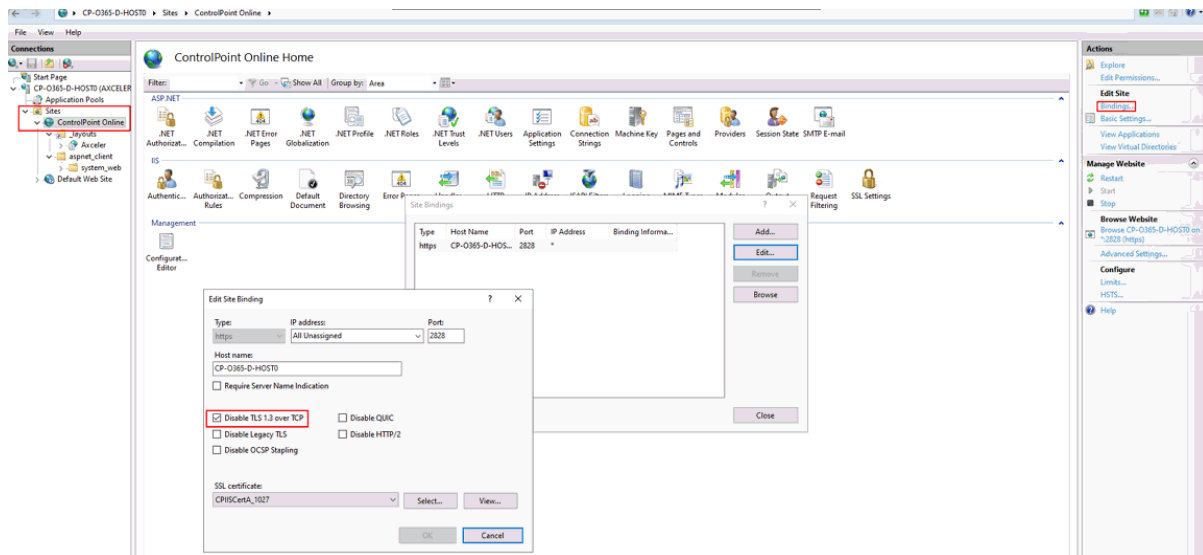 CP-O365-D-HOST0 › Sites › ControlPoint Online ›
File View Help
Connections
Start Page
CP-O365-D-HOST0 (AXCELER
Application Pools
Sites
ControlPoint Online
_layouts
Axceler
aspnet_client
system_web
Default Web Site
ControlPoint Online Home
Filter: Go Show All Group by: Area
ASP.NET
.NET Authorizat...
.NET Compilation
.NET Error Pages
.NET Globalization
.NET Profile
.NET Roles
.NET Trust Levels
.NET Users
Application Settings
Connection Strings
Machine Key
Pages and Controls
Providers
Session State
SMTP E-mail
IIS
Authentic...
Authorizat... Rules
Compression
Default Document
Directory Browsing
Error P
Request Filtering
SSL Settings
Management
Configurat... Editor
Site Bindings
Type Host Name Port IP Address Binding Informa...
https CP-O365-D-HOS... 2828 *
Add...
Edit...
Remove
Browse
Close
Edit Site Binding
Type: IP address: Port:
https All Unassigned 2828
Host name:
CP-O365-D-HOST0
Require Server Name Indication
Disable TLS 1.3 over TCP Disable QUIC
Disable Legacy TLS Disable HTTP/2
Disable OCSP Stapling
SSL certificate:
CPIISCertA_1027 Select... View...
OK Cancel
Actions
Explore
Edit Permissions...
Edit Site
Bindings...
Basic Settings...
View Applications
View Virtual Directories
Manage Website
Restart
Start
Stop
Browse Website
Browse CP-O365-D-HOST0 on
*:2828 (https)
Advanced Settings...
Configure
Limits...
HSTS...
Help